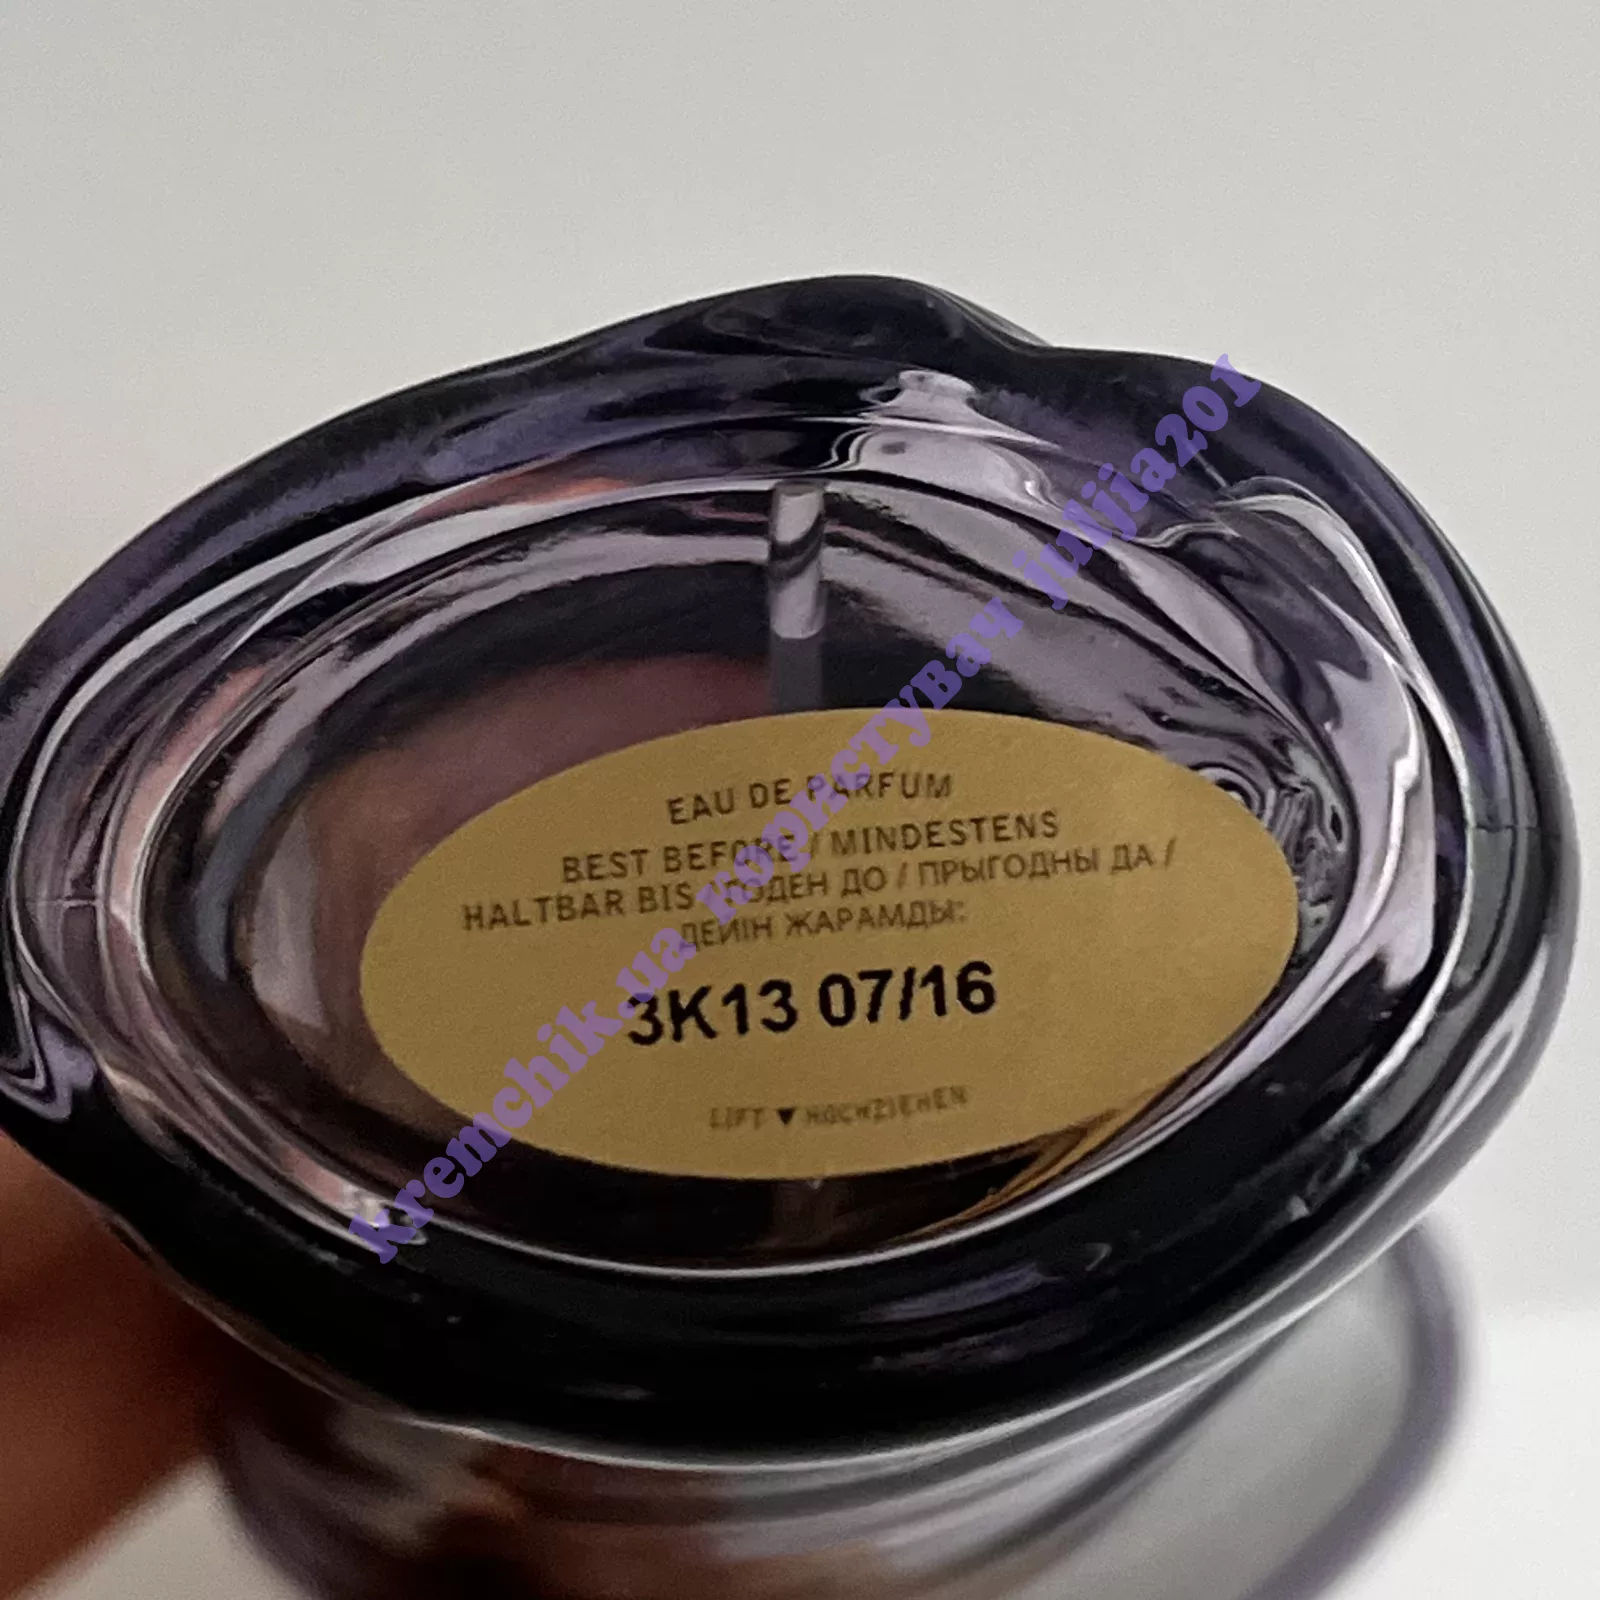 EAU DE PARFUM
BEST BEFORE / MINDESTENS
HALTBAR BIS / ГОДЕН ДО / ПРЫГОДНЫ ДА /
ДЕЙІН ЖАРАМДЫ:
3K13 07/16
LIFT ▼ HOCHZIEHEN
kremchik.ua користувач julijia201